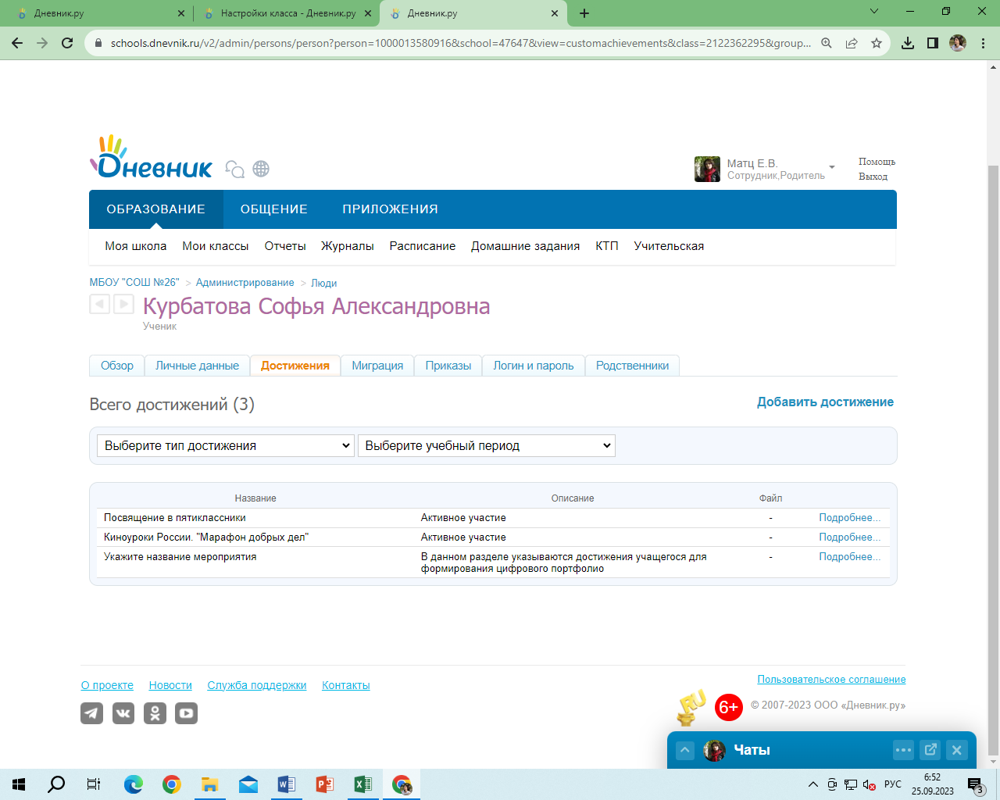 Дневник.ру
Настройки класса - Дневник.ру
Дневник.ру
schools.dnevnik.ru/v2/admin/persons/person?person=1000013580916&school=47647&view=customachievements&class=2122362295&group...
Дневник
Матц Е.В.
Сотрудник,Родитель
Помощь
Выход
ОБРАЗОВАНИЕ ОБЩЕНИЕ ПРИЛОЖЕНИЯ
Моя школа Мои классы Отчеты Журналы Расписание Домашние задания КТП Учительская
МБОУ "СОШ №26" > Администрирование > Люди
Курбатова Софья Александровна
Ученик
Обзор Личные данные Достижения Миграция Приказы Логин и пароль Родственники
Всего достижений (3)
Добавить достижение
Выберите тип достижения Выберите учебный период
Название Описание Файл
Посвящение в пятиклассники Активное участие - Подробнее...
Киноуроки России. "Марафон добрых дел" Активное участие - Подробнее...
Укажите название мероприятия В данном разделе указываются достижения учащегося для - Подробнее...
формирования цифрового портфолио
О проекте Новости Служба поддержки Контакты
Пользовательское соглашение
RU 6+ © 2007-2023 ООО «Дневник.ру»
Чаты
РУС
6:52
25.09.2023
3